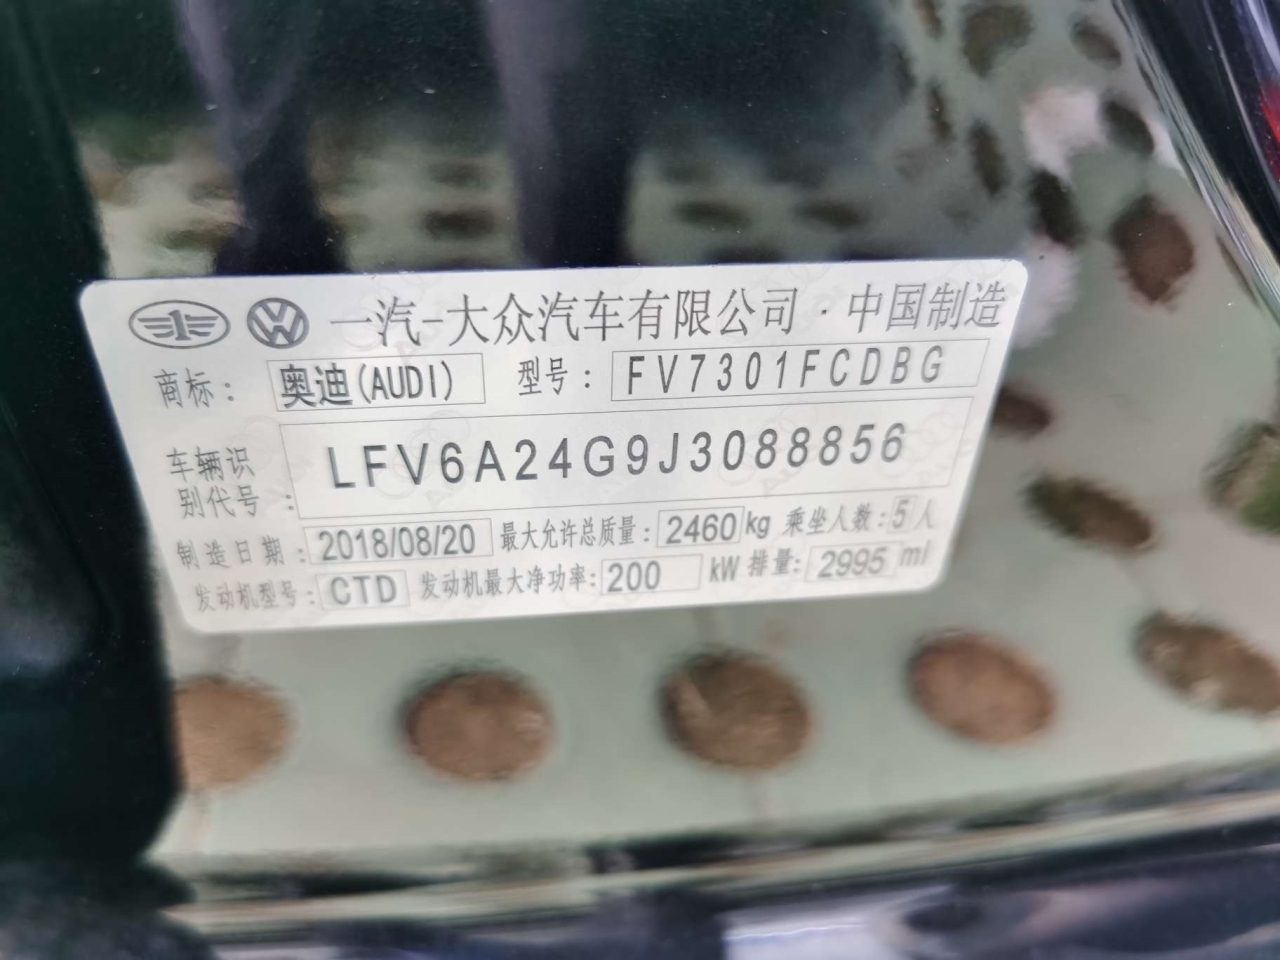 一汽-大众汽车有限公司·中国制造
商标: 奥迪(AUDI) 型号: FV7301FCDBG
车辆识
别代号: LFV6A24G9J3088856
制造日期: 2018/08/20 最大允许总质量: 2460kg 乘坐人数: 5人
发动机型号: CTD 发动机最大净功率: 200 kW 排量: 2995 ml